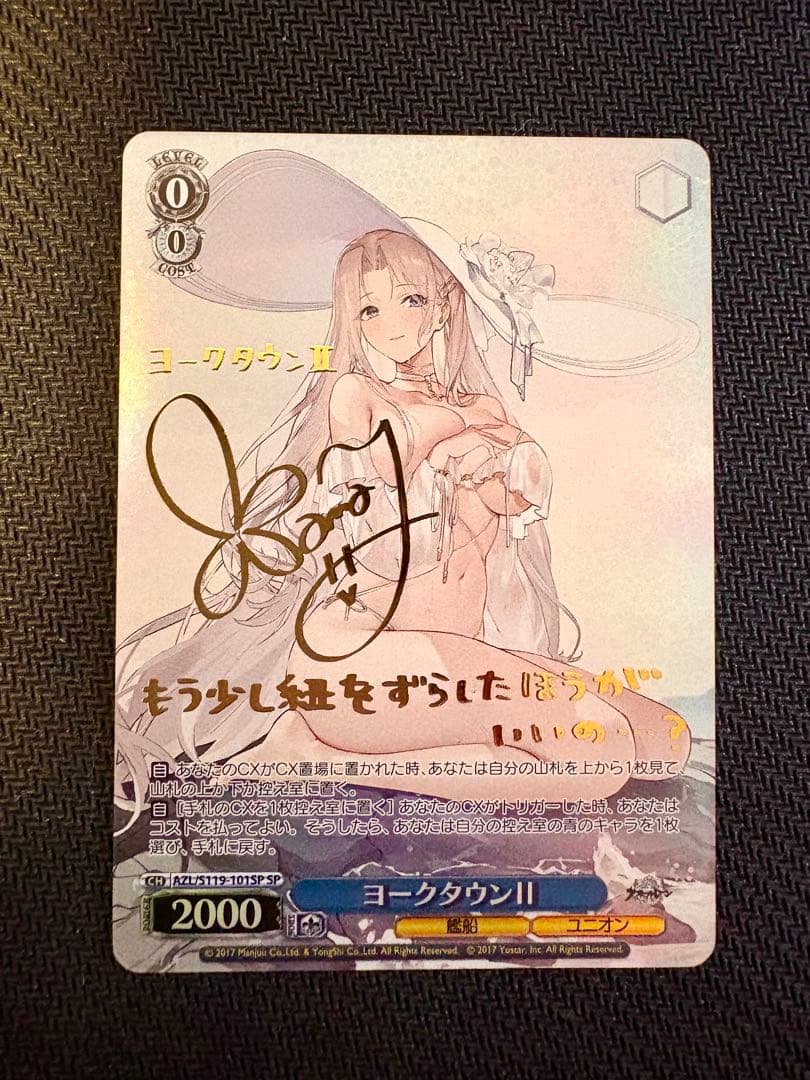 LEVEL
0
0
COST
ヨークタウンII
もう少し紐をずらしたほうが
いいの…?
自 あなたのCXがCX置場に置かれた時、あなたは自分の山札を上から1枚見て、
山札の上か下か控え室に置く。
自 [手札のCXを1枚控え室に置く] あなたのCXがトリガーした時、あなたは
コストを払ってよい。そうしたら、あなたは自分の控え室の青のキャラを1枚
選び、手札に戻す。
CH AZL/S119-101SP SP
ヨークタウンII
2000
艦船 ユニオン
© 2017 Manjuu Co.,Ltd. & YongShi Co.,Ltd. All Rights Reserved. © 2017 Yostar, Inc. All Rights Reserved.